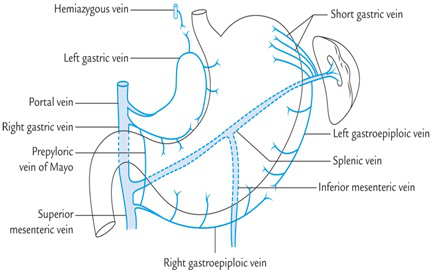 Hemiazygous vein
Short gastric vein
Left gastric vein
Portal vein
Right gastric vein
Prepyloric
vein of Mayo
Left gastroepiploic vein
Splenic vein
Inferior mesenteric vein
Superior
mesenteric vein
Right gastroepiploic vein